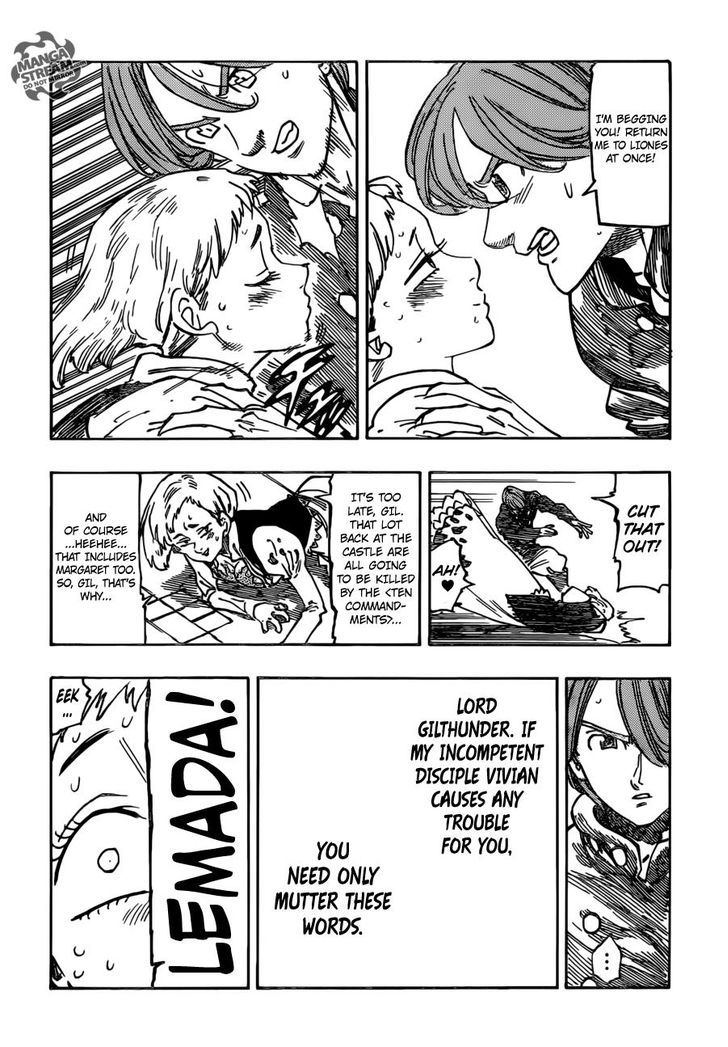 MANGA
STREAM
DO NOT MIRROR
I'M BEGGING
YOU! RETURN
ME TO LIONES
AT ONCE!
CUT
THAT
OUT!
AH!
♥
IT'S TOO
LATE, GIL.
THAT LOT
BACK AT THE
CASTLE ARE
ALL GOING
TO BE KILLED
BY THE <TEN
COMMAND-
MENTS>...
AND
OF COURSE
...HEEHEE...
THAT INCLUDES
MARGARET TOO.
SO, GIL, THAT'S
WHY...
...
LORD
GILTHUNDER. IF
MY INCOMPETENT
DISCIPLE VIVIAN
CAUSES ANY
TROUBLE
FOR YOU,
YOU
NEED ONLY
MUTTER THESE
WORDS.
LEMADA!
EEK
...